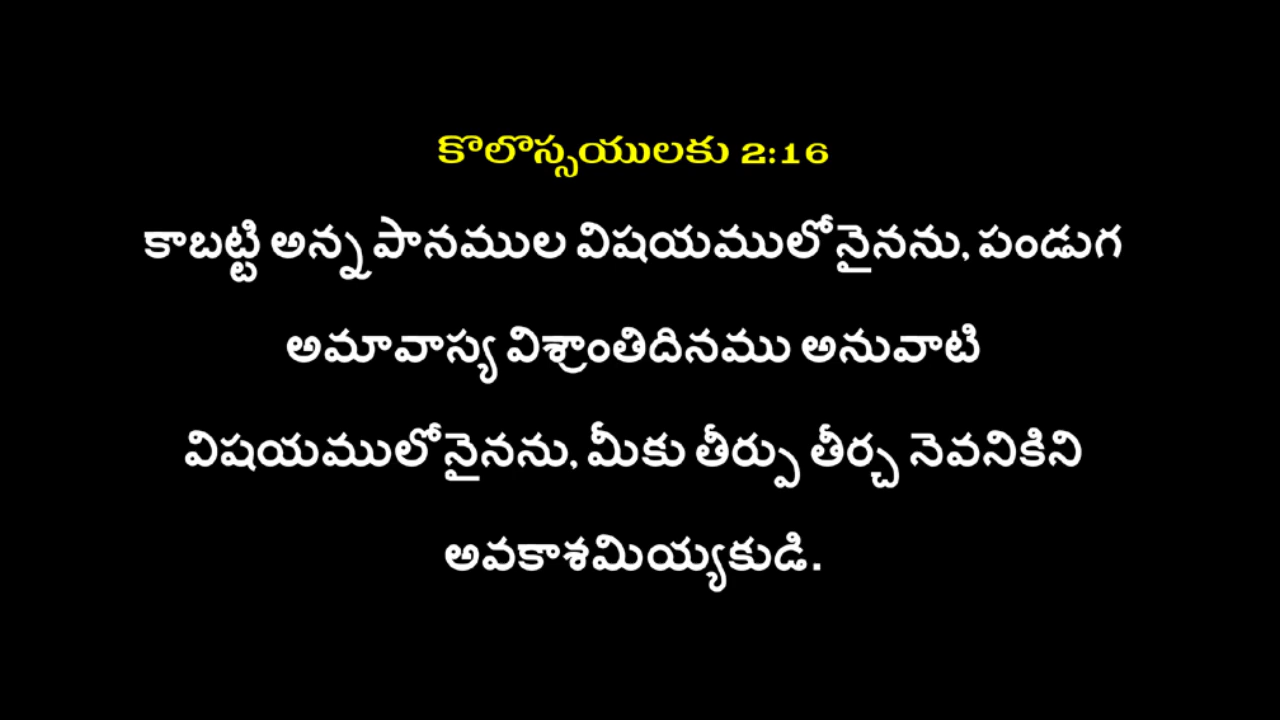 కొలొస్సయులకు 2:16
కాబట్టి అన్న పానముల విషయములోనైనను, పండుగ
అమావాస్య విశ్రాంతిదినము అనువాటి
విషయములోనైనను, మీకు తీర్పు తీర్చ నెవనికిని
అవకాశమియ్యకుడి.